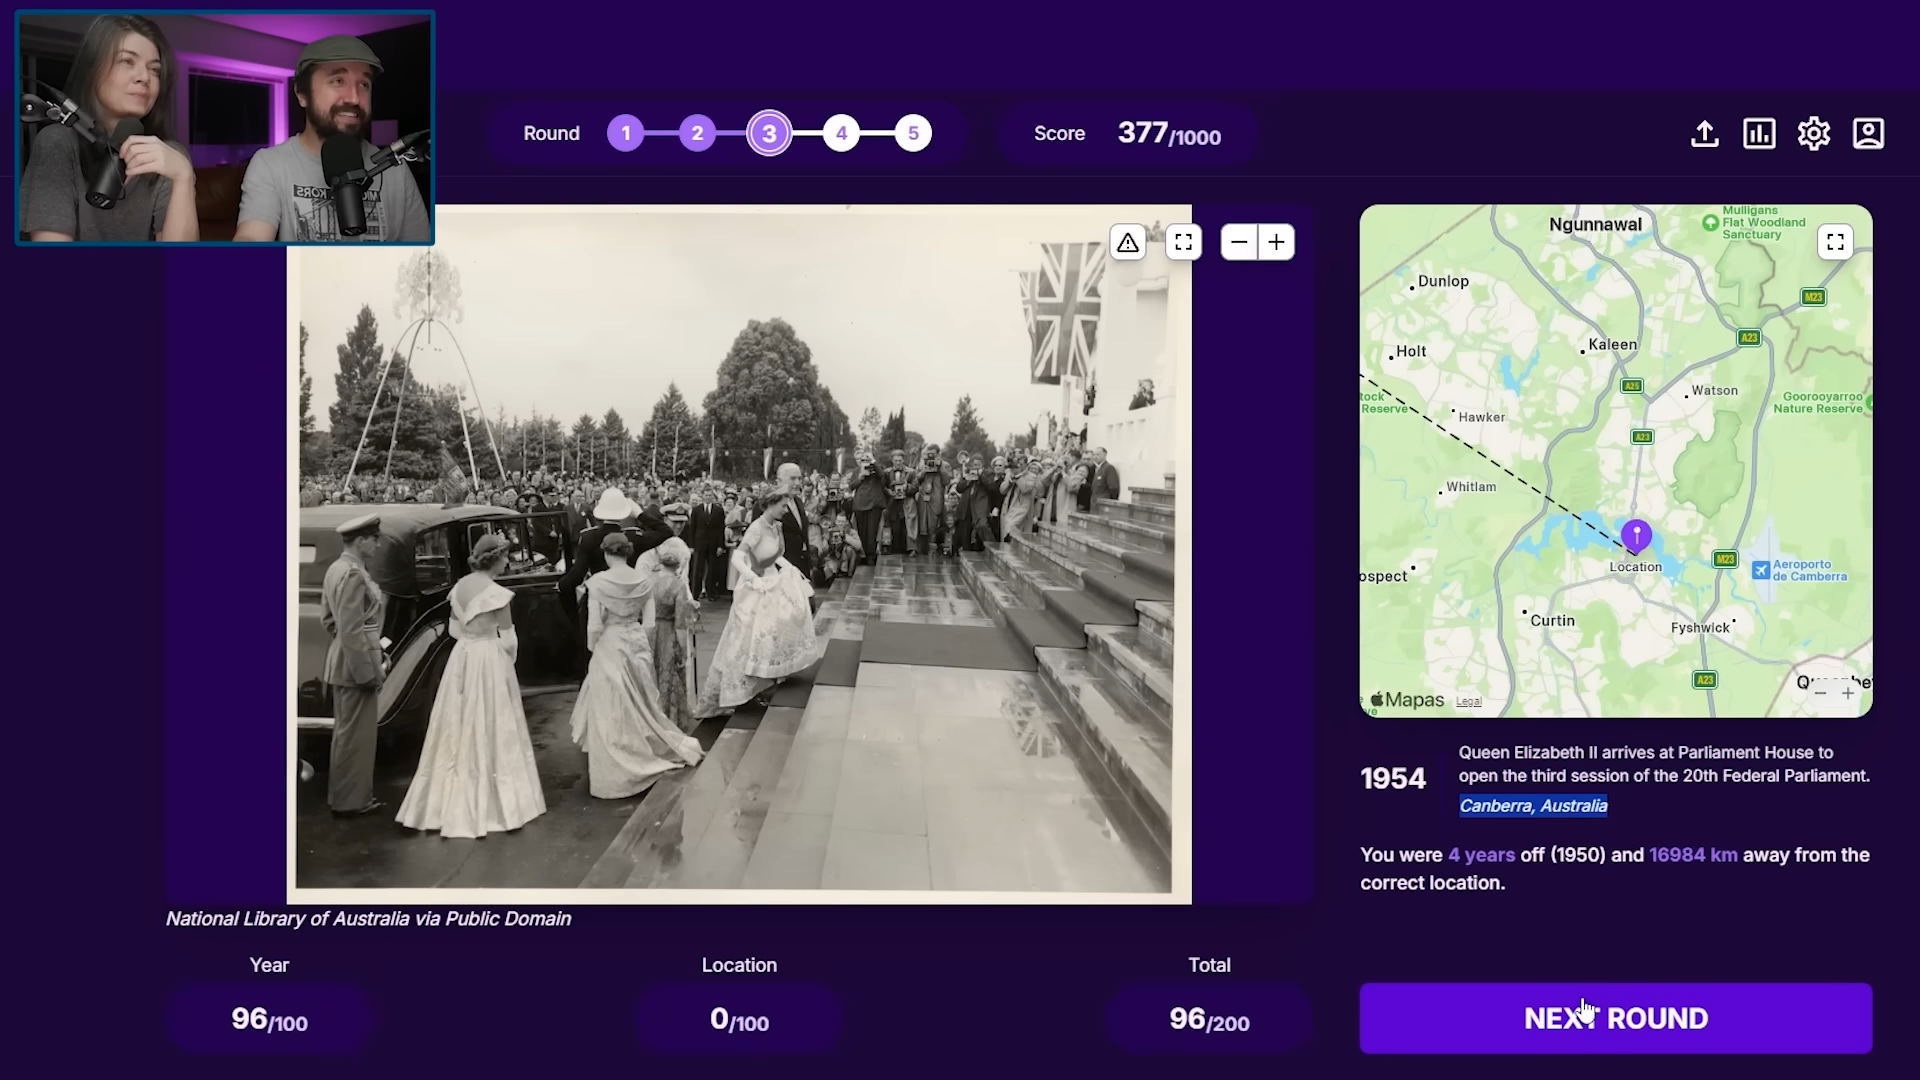 Round 1 2 3 4 5
Score 377/1000
Ngunnawal
Mulligans
Flat Woodland
Sanctuary
Dunlop
M23
A23
Holt
Kaleen
A25
Watson
tock
Reserve
Goorooyarroo
Nature Reserve
Hawker
A23
Whitlam
Location
M23
Aeroporto
de Camberra
ospect
Curtin
Fyshwick
A23
Mapas
Legal
1954
Queen Elizabeth II arrives at Parliament House to
open the third session of the 20th Federal Parliament.
Canberra, Australia
You were 4 years off (1950) and 16984 km away from the
correct location.
National Library of Australia via Public Domain
Year
Location
Total
96/100
0/100
96/200
NEXT ROUND